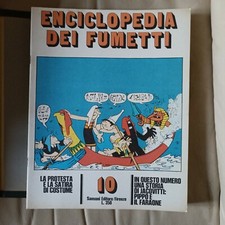 ENCICLOPEDIA
DEI FUMETTI
LA PROTESTA
E LA SATIRA
DI COSTUME
10
Sansoni Editore Firenze
L. 350
IN QUESTO NUMERO
UNA STORIA
DI JACOVITTI:
PIPPO E
IL FARAONE